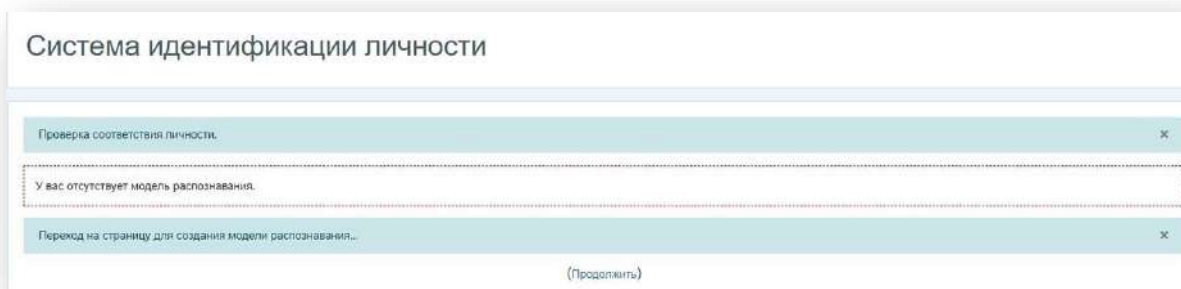 Система идентификации личности
Проверка соответствия личности.
У вас отсутствует модель распознавания.
Переход на страницу для создания модели распознавания...
(Продолжить)